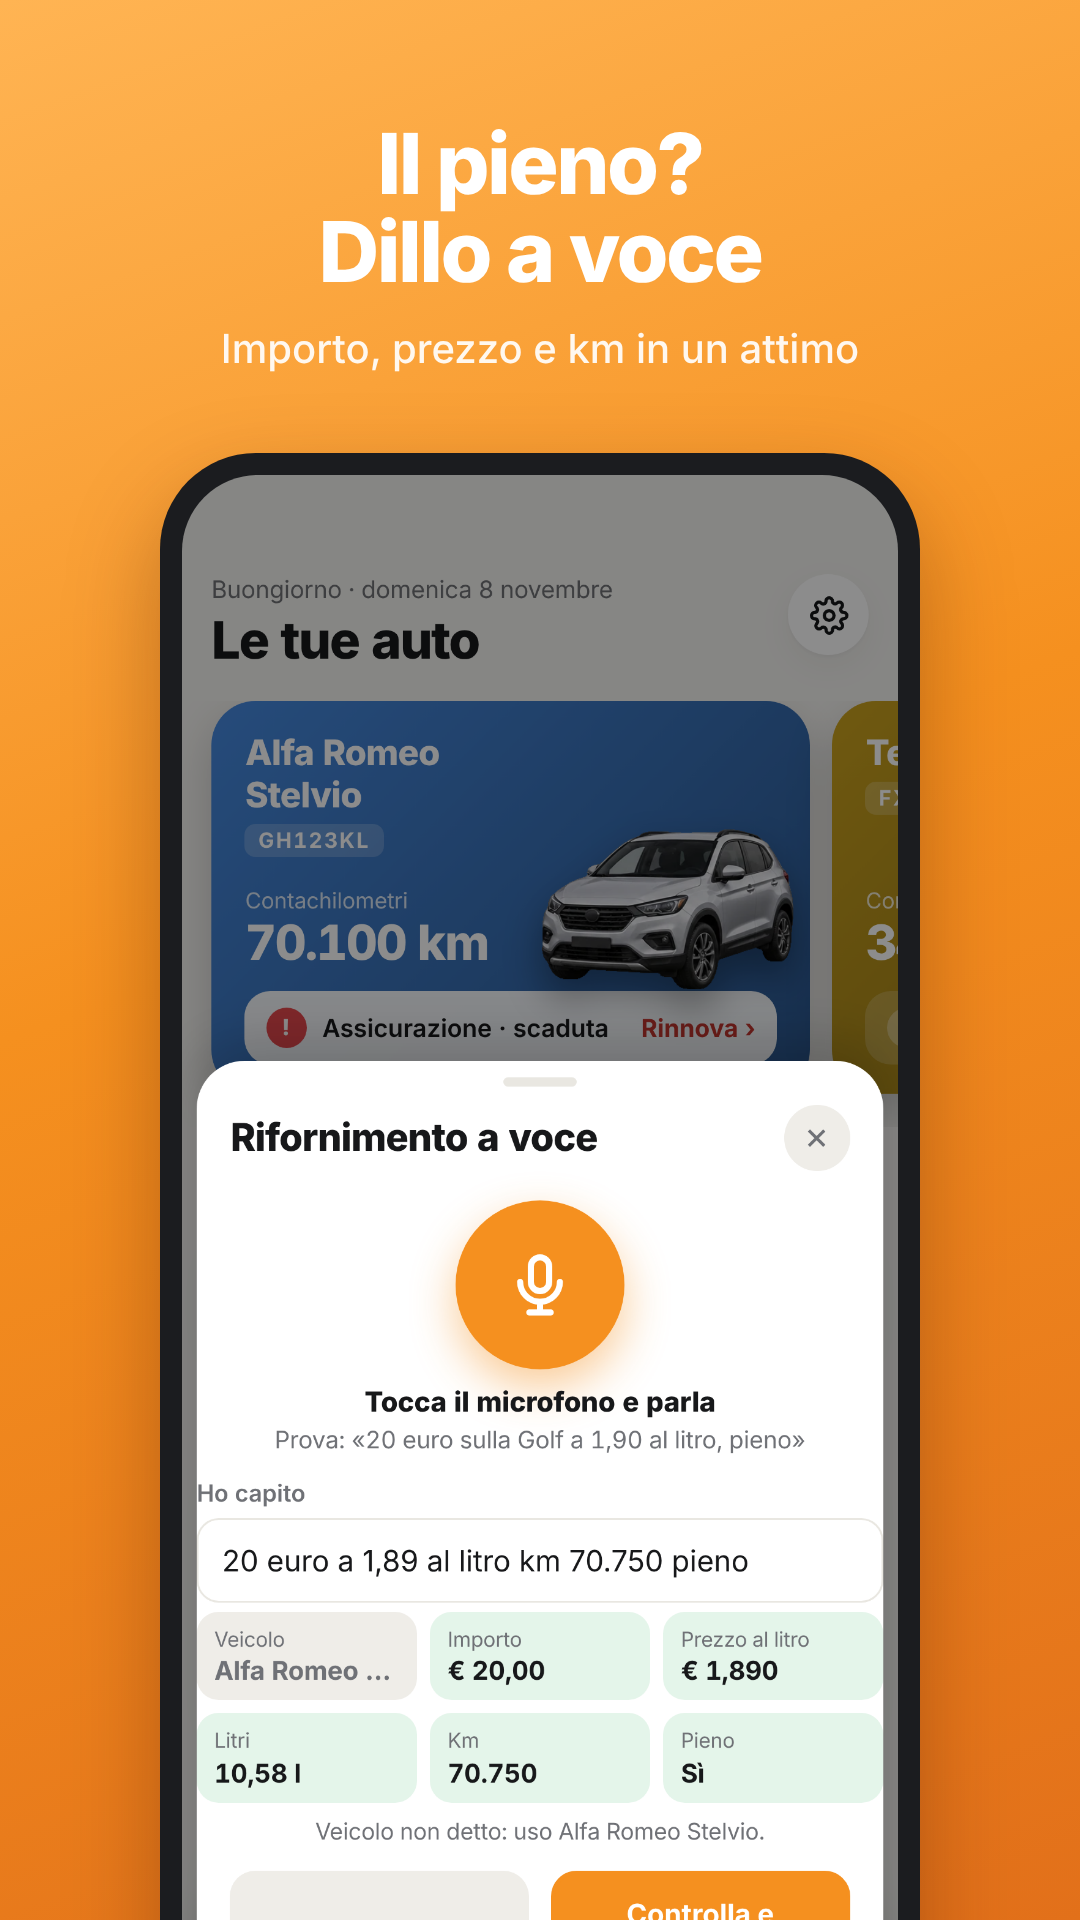 Il pieno?
Dillo a voce
Importo, prezzo e km in un attimo
Buongiorno · domenica 8 novembre
Le tue auto
Alfa Romeo
Stelvio
GH123KL
Contachilometri
70.100 km
! Assicurazione · scaduta Rinnova ›
Rifornimento a voce
Tocca il microfono e parla
Prova: «20 euro sulla Golf a 1,90 al litro, pieno»
Ho capito
20 euro a 1,89 al litro km 70.750 pieno
Veicolo
Alfa Romeo ...
Importo
€ 20,00
Prezzo al litro
€ 1,890
Litri
10,58 l
Km
70.750
Pieno
Sì
Veicolo non detto: uso Alfa Romeo Stelvio.
Controlla e